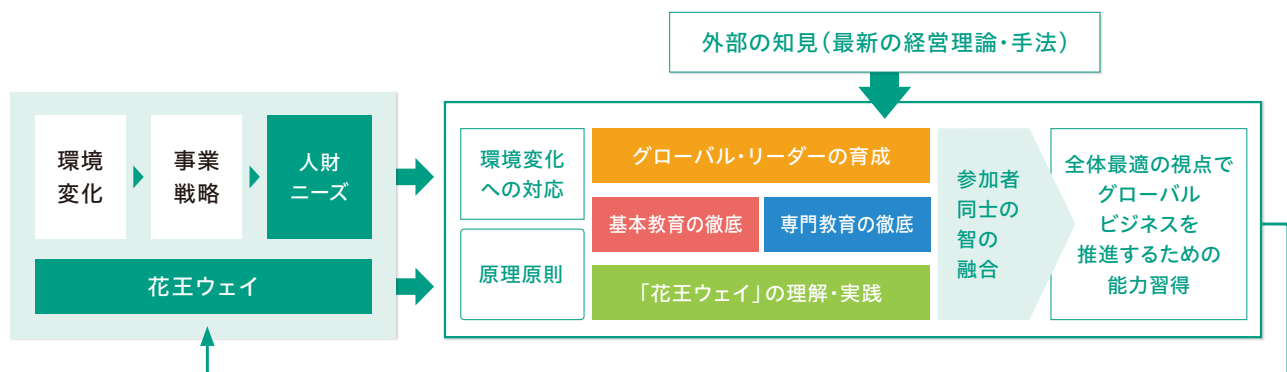 外部の知見（最新の経営理論・手法）
環境
変化
事業
戦略
人財
ニーズ
花王ウェイ
環境変化
への対応
原理原則
グローバル・リーダーの育成
基本教育の徹底
専門教育の徹底
「花王ウェイ」の理解・実践
参加者
同士の
智の
融合
全体最適の視点で
グローバル
ビジネスを
推進するための
能力習得